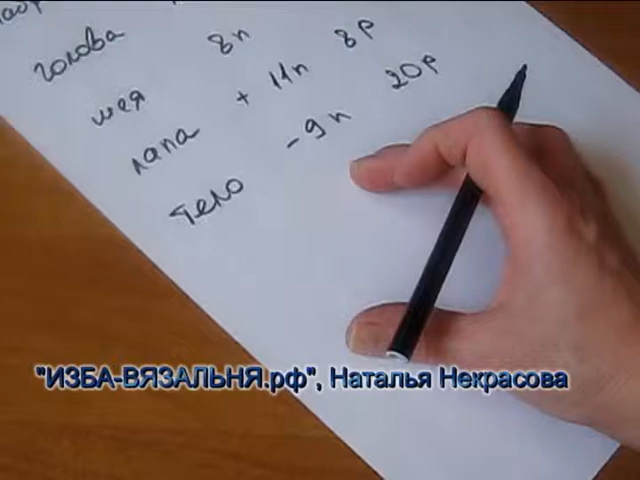 голова
шея 8п 8р
лапа + 11п 20р
тело - 9п
"ИЗБА-ВЯЗАЛЬНЯ.рф", Наталья Некрасова